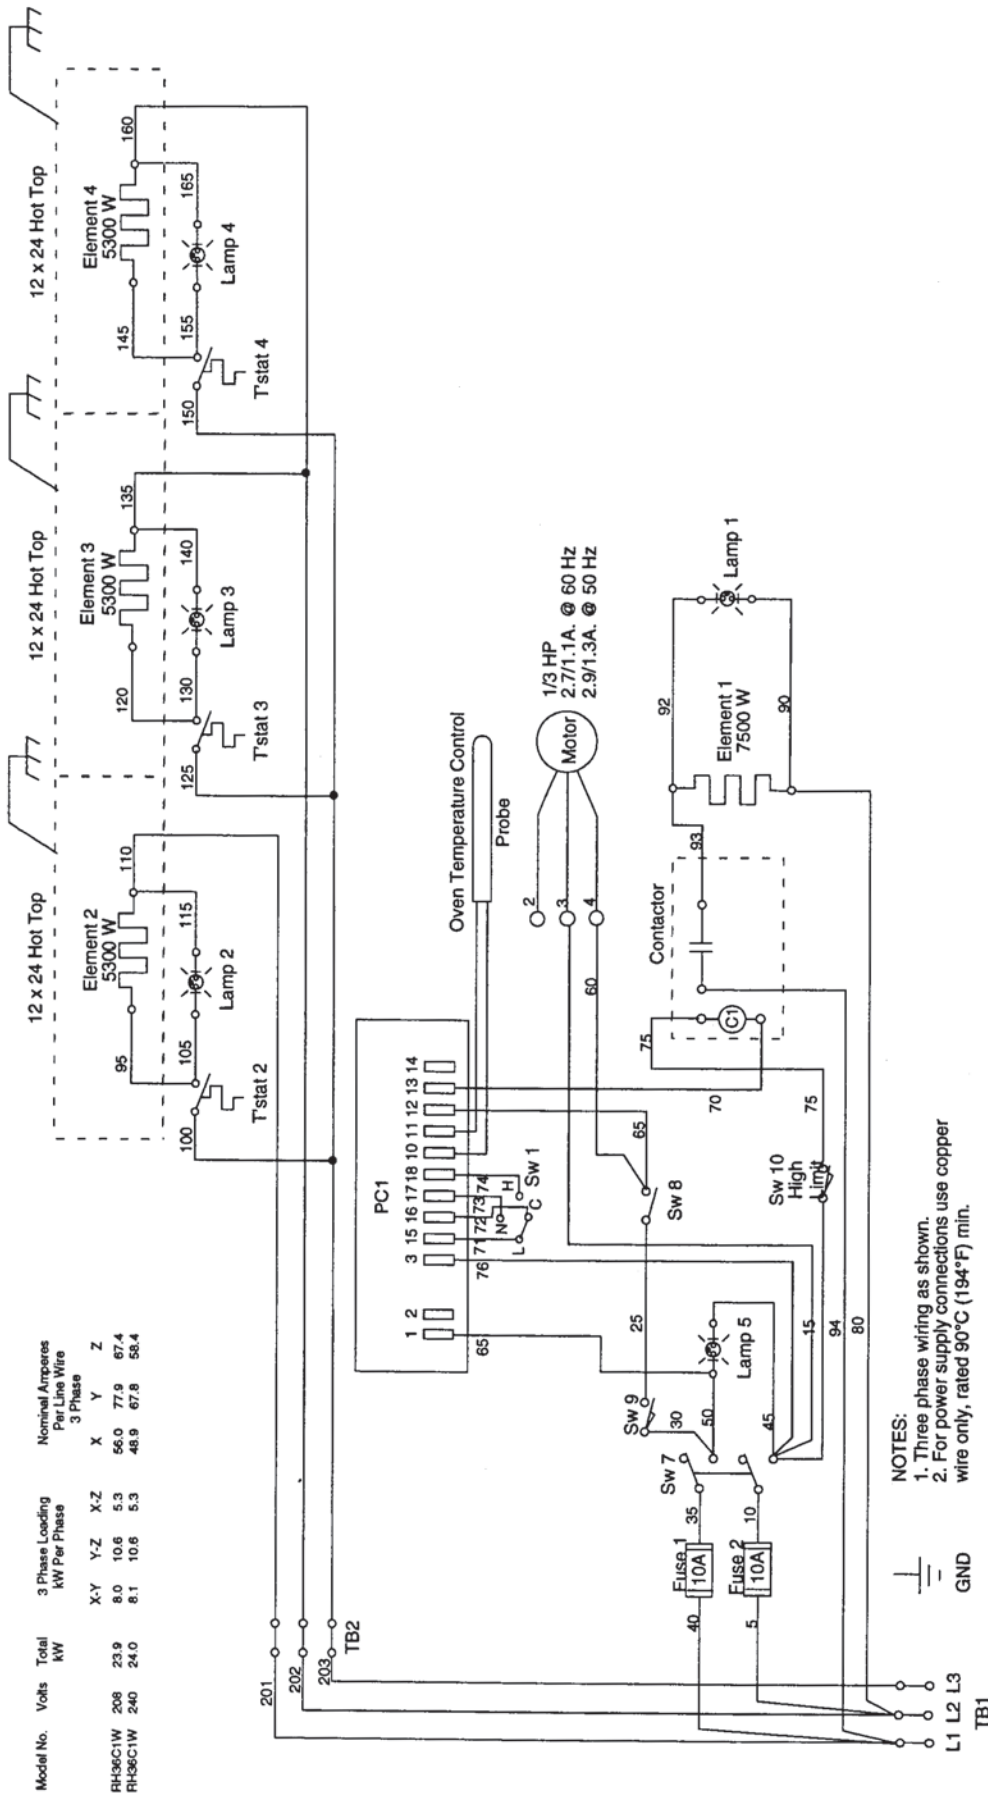 Model No. Volts Total kW 3 Phase Loading kW Per Phase Nominal Amperes Per Line Wire 3 Phase
X-Y Y-Z X-Z X Y Z
RH36C1W 208 23.9 8.0 10.6 5.3 56.0 77.9 67.4
RH36C1W 240 24.0 8.1 10.6 5.3 48.9 67.8 58.4
12 x 24 Hot Top
12 x 24 Hot Top
12 x 24 Hot Top
Element 2
5300 W
Element 3
5300 W
Element 4
5300 W
95
110
120
135
145
160
105
115
130
140
155
165
Lamp 2
Lamp 3
Lamp 4
100
125
150
T'stat 2
T'stat 3
T'stat 4
201
202
203
TB2
PC1
1 2 3 15 16 17 18 10 11 12 13 14
65
76
71
72
73
74
L
N
H
C
Sw 1
Oven Temperature Control
Probe
2
3
4
Motor
1/3 HP
2.7/1.1A. @ 60 Hz
2.9/1.3A. @ 50 Hz
60
65
25
Sw 8
Sw 9
30
50
Lamp 5
45
Sw 7
35
10
Fuse 1
10A
Fuse 2
10A
40
5
70
75
75
Contactor
C1
93
92
90
Element 1
7500 W
Lamp 1
Sw 10
High
Limit
15
94
80
L1 L2 L3
TB1
GND
NOTES:
1. Three phase wiring as shown.
2. For power supply connections use copper
wire only, rated 90°C (194°F) min.